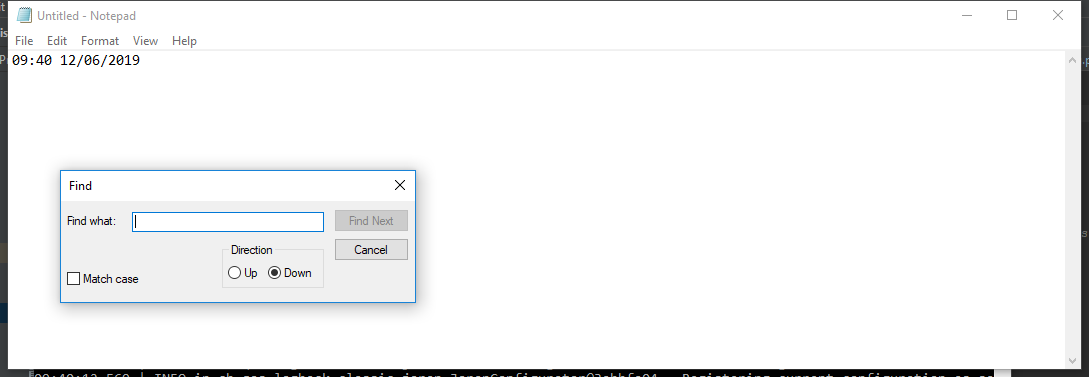 Untitled - Notepad
File Edit Format View Help
09:40 12/06/2019
Find
Find what:
Find Next
Cancel
Direction
Up Down
Match case